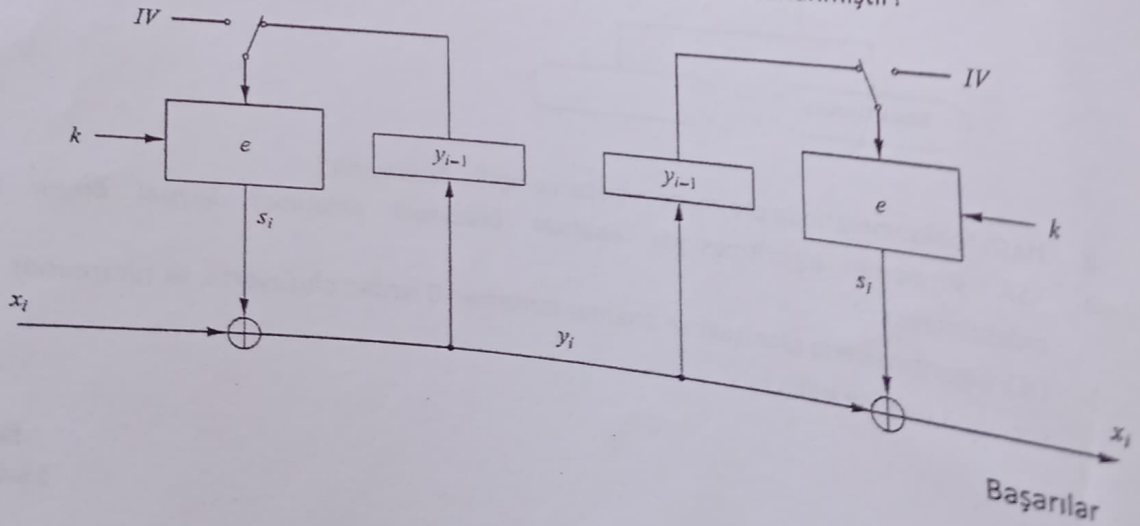 IV
IV
k
e
y_{i-1}
y_{i-1}
e
k
s_i
s_i
x_i
y_i
x_i
Başarılar